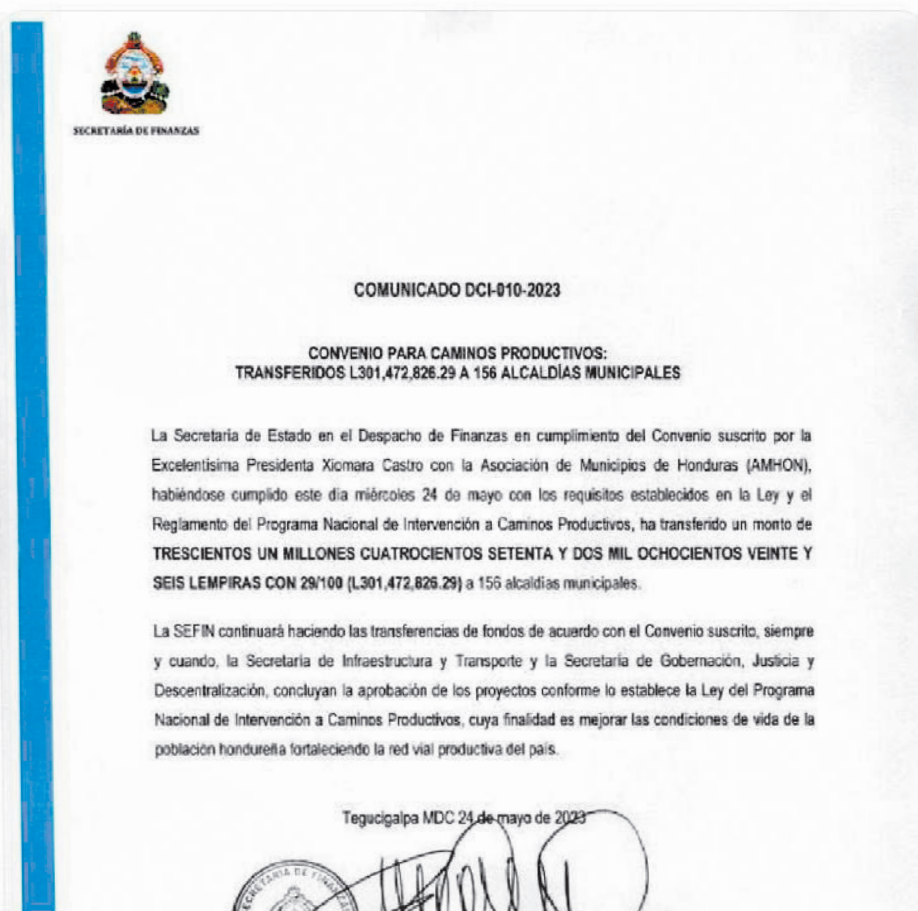 SECRETARÍA DE FINANZAS
COMUNICADO DCI-010-2023
CONVENIO PARA CAMINOS PRODUCTIVOS:
TRANSFERIDOS L301,472,826.29 A 156 ALCALDÍAS MUNICIPALES
La Secretaria de Estado en el Despacho de Finanzas en cumplimiento del Convenio suscrito por la
Excelentísima Presidenta Xiomara Castro con la Asociación de Municipios de Honduras (AMHON),
habiéndose cumplido este día miércoles 24 de mayo con los requisitos establecidos en la Ley y el
Reglamento del Programa Nacional de Intervención a Caminos Productivos, ha transferido un monto de
TRESCIENTOS UN MILLONES CUATROCIENTOS SETENTA Y DOS MIL OCHOCIENTOS VEINTE Y
SEIS LEMPIRAS CON 29/100 (L301,472,826.29) a 156 alcaldías municipales.
La SEFIN continuará haciendo las transferencias de fondos de acuerdo con el Convenio suscrito, siempre
y cuando, la Secretaria de Infraestructura y Transporte y la Secretaría de Gobernación, Justicia y
Descentralización, concluyan la aprobación de los proyectos conforme lo establece la Ley del Programa
Nacional de Intervención a Caminos Productivos, cuya finalidad es mejorar las condiciones de vida de la
población hondureña fortaleciendo la red vial productiva del país.
Tegucigalpa MDC 24 de mayo de 2023
SECRETARIA DE FINANZAS